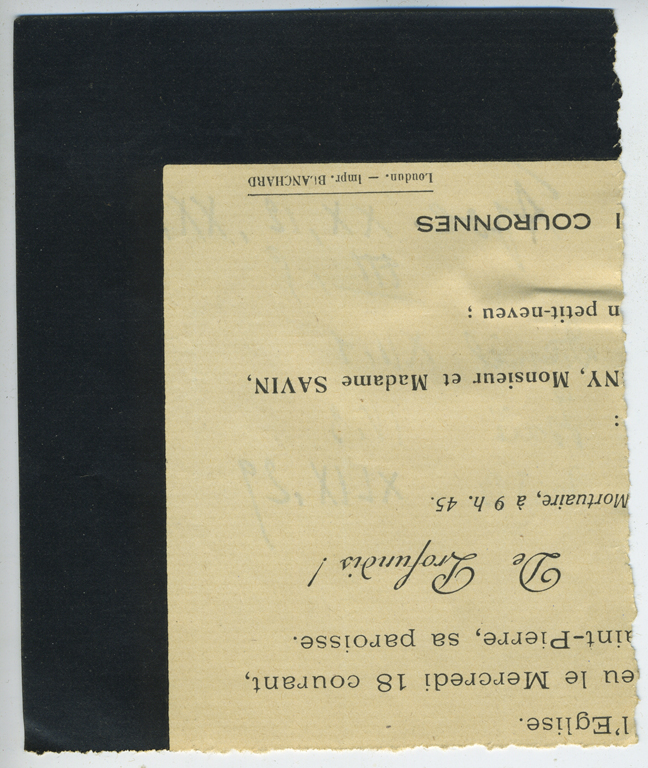 l'Eglise.
eu le Mercredi 18 courant,
aint-Pierre, sa paroisse.
De Profundis !
Mortuaire, à 9 h. 45.
:
NY, Monsieur et Madame SAVIN,
n petit-neveu ;
I COURONNES
Loudun. — Impr. BLANCHARD